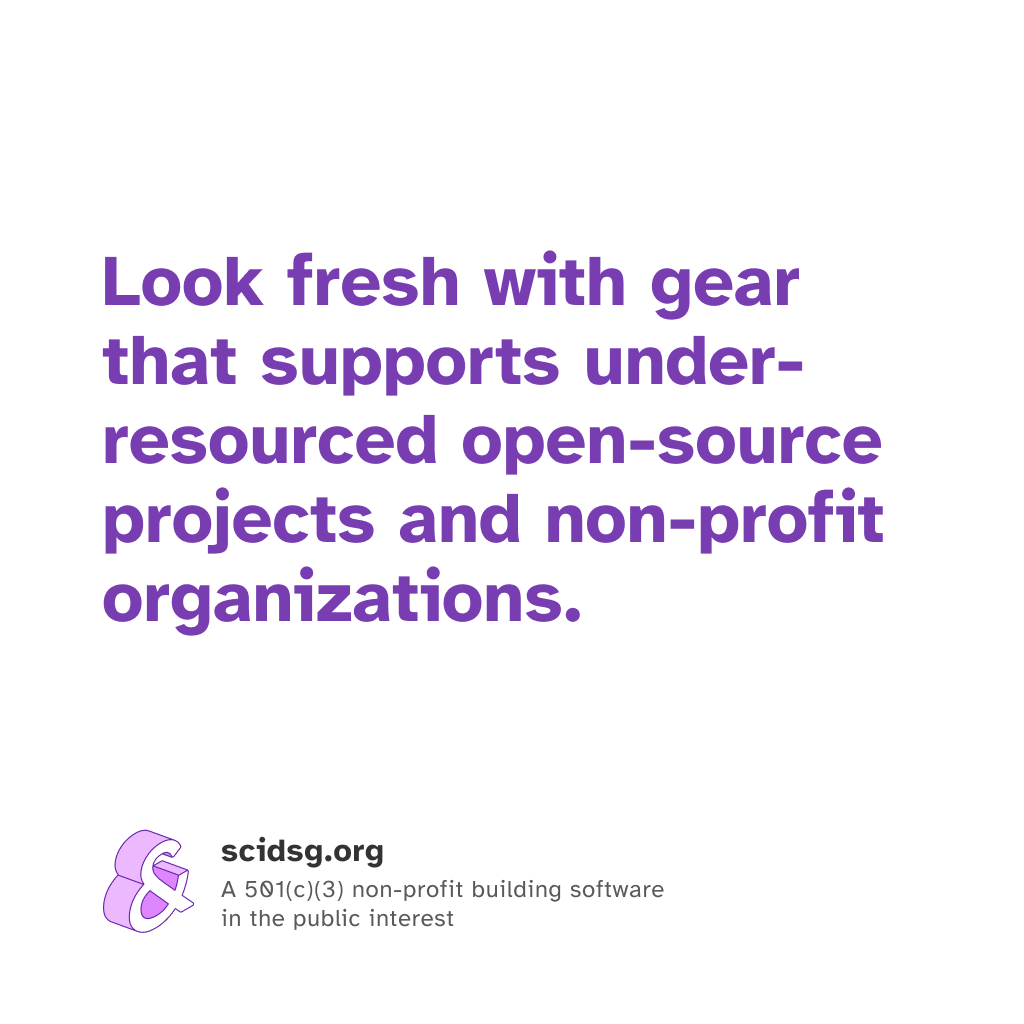 Look fresh with gear
that supports under-
resourced open-source
projects and non-profit
organizations.
&
scidsg.org
A 501(c)(3) non-profit building software
in the public interest